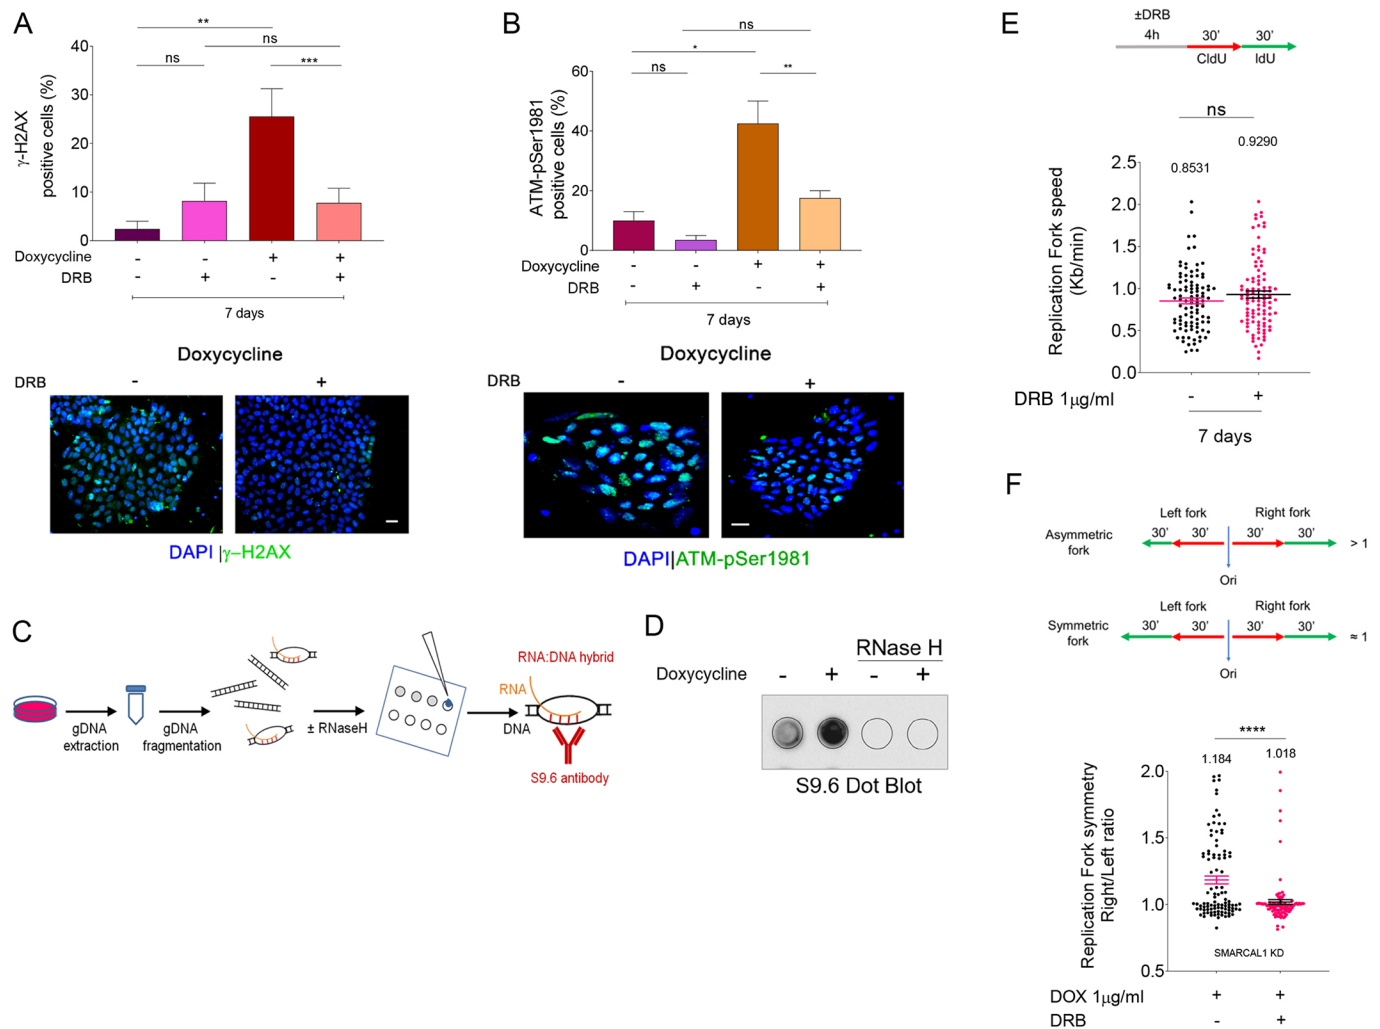 A
**
ns
ns
***
40
30
20
10
0
γ-H2AX
positive cells (%)
Doxycycline - - + +
DRB - + - +
7 days
Doxycycline
DRB - +
DAPI |γ–H2AX
B
ns
*
ns
**
60
40
20
0
ATM-pSer1981
positive cells (%)
Doxycycline - - + +
DRB - + - +
7 days
Doxycycline
DRB - +
DAPI|ATM-pSer1981
C
gDNA
extraction
gDNA
fragmentation
± RNaseH
RNA:DNA hybrid
RNA
DNA
S9.6 antibody
D
RNase H
Doxycycline - + - +
S9.6 Dot Blot
E
±DRB
4h 30' 30'
CldU IdU
ns
0.8531 0.9290
2.5
2.0
1.5
1.0
0.5
0.0
Replication Fork speed
(Kb/min)
DRB 1μg/ml - +
7 days
F
Left fork Right fork
30' 30' 30' 30'
Asymmetric
fork
> 1
Ori
Left fork Right fork
30' 30' 30' 30'
Symmetric
fork
≈ 1
Ori
****
1.184 1.018
2.0
1.5
1.0
0.5
Replication Fork symmetry
Right/Left ratio
SMARCAL1 KD
DOX 1μg/ml + +
DRB - +